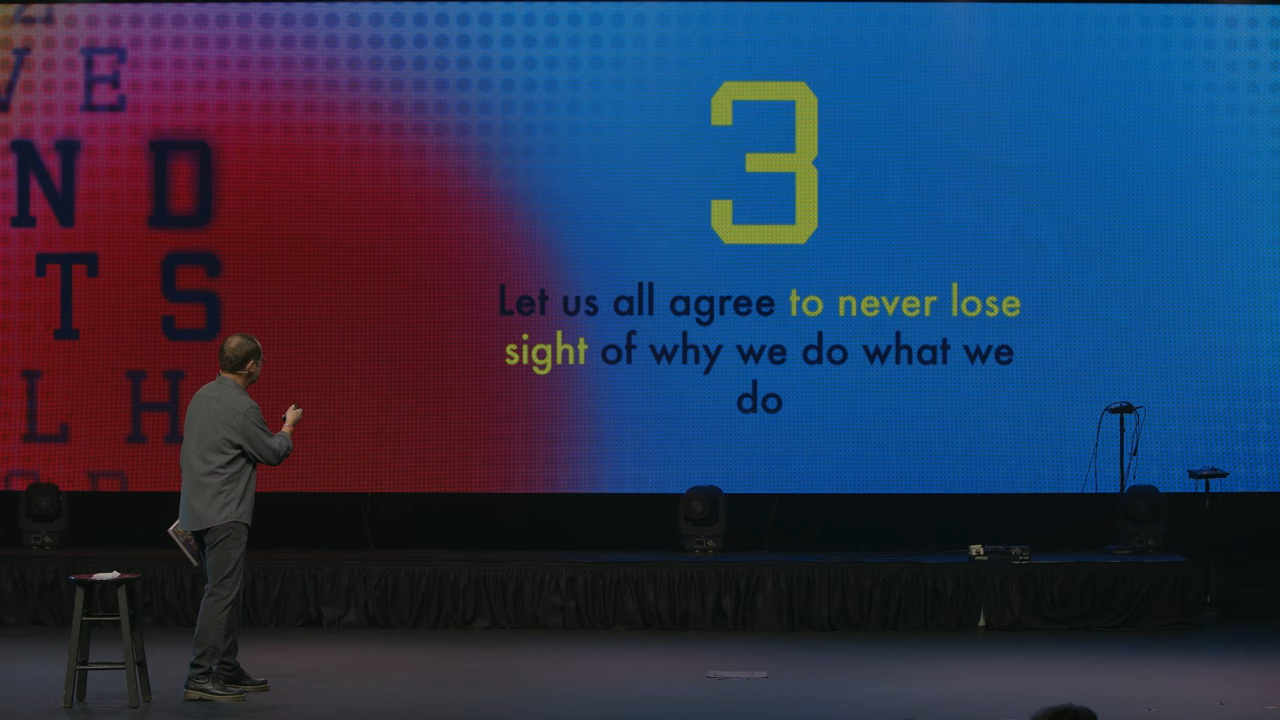 V E
N D
T S
L H
3
Let us all agree to never lose
sight of why we do what we
do